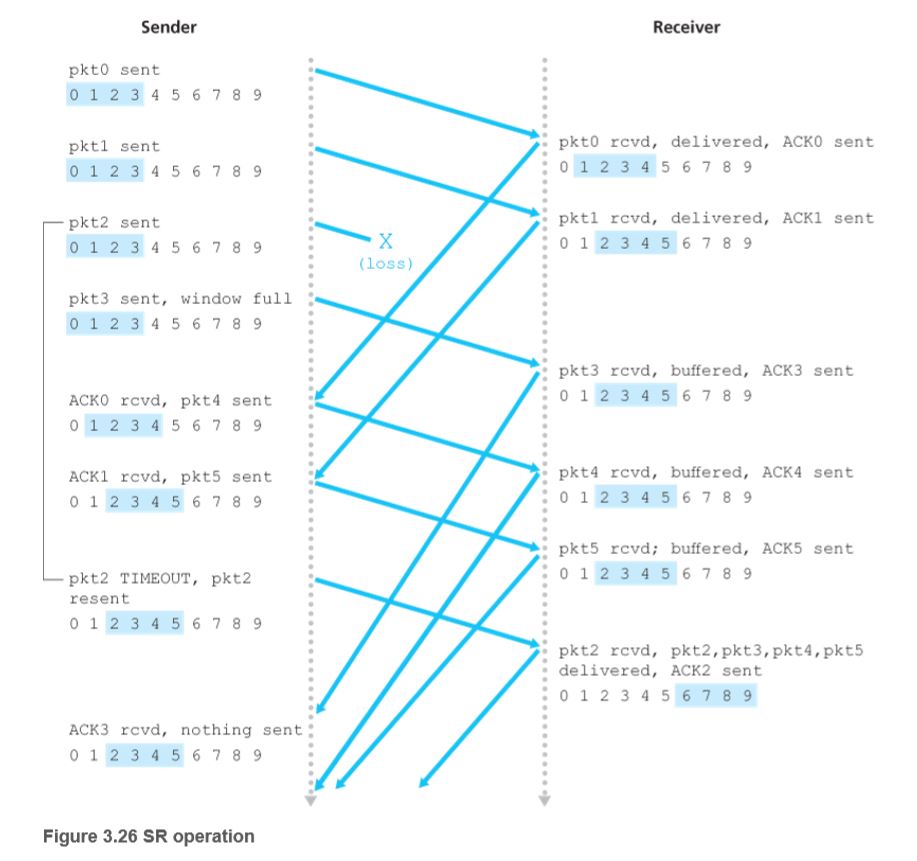 Sender
Receiver
pkt0 sent
0 1 2 3 4 5 6 7 8 9
pkt0 rcvd, delivered, ACK0 sent
0 1 2 3 4 5 6 7 8 9
pkt1 sent
0 1 2 3 4 5 6 7 8 9
pkt1 rcvd, delivered, ACK1 sent
0 1 2 3 4 5 6 7 8 9
pkt2 sent
0 1 2 3 4 5 6 7 8 9
X
(loss)
pkt3 sent, window full
0 1 2 3 4 5 6 7 8 9
pkt3 rcvd, buffered, ACK3 sent
0 1 2 3 4 5 6 7 8 9
ACK0 rcvd, pkt4 sent
0 1 2 3 4 5 6 7 8 9
pkt4 rcvd, buffered, ACK4 sent
0 1 2 3 4 5 6 7 8 9
ACK1 rcvd, pkt5 sent
0 1 2 3 4 5 6 7 8 9
pkt5 rcvd; buffered, ACK5 sent
0 1 2 3 4 5 6 7 8 9
pkt2 TIMEOUT, pkt2
resent
0 1 2 3 4 5 6 7 8 9
pkt2 rcvd, pkt2,pkt3,pkt4,pkt5
delivered, ACK2 sent
0 1 2 3 4 5 6 7 8 9
ACK3 rcvd, nothing sent
0 1 2 3 4 5 6 7 8 9
Figure 3.26 SR operation